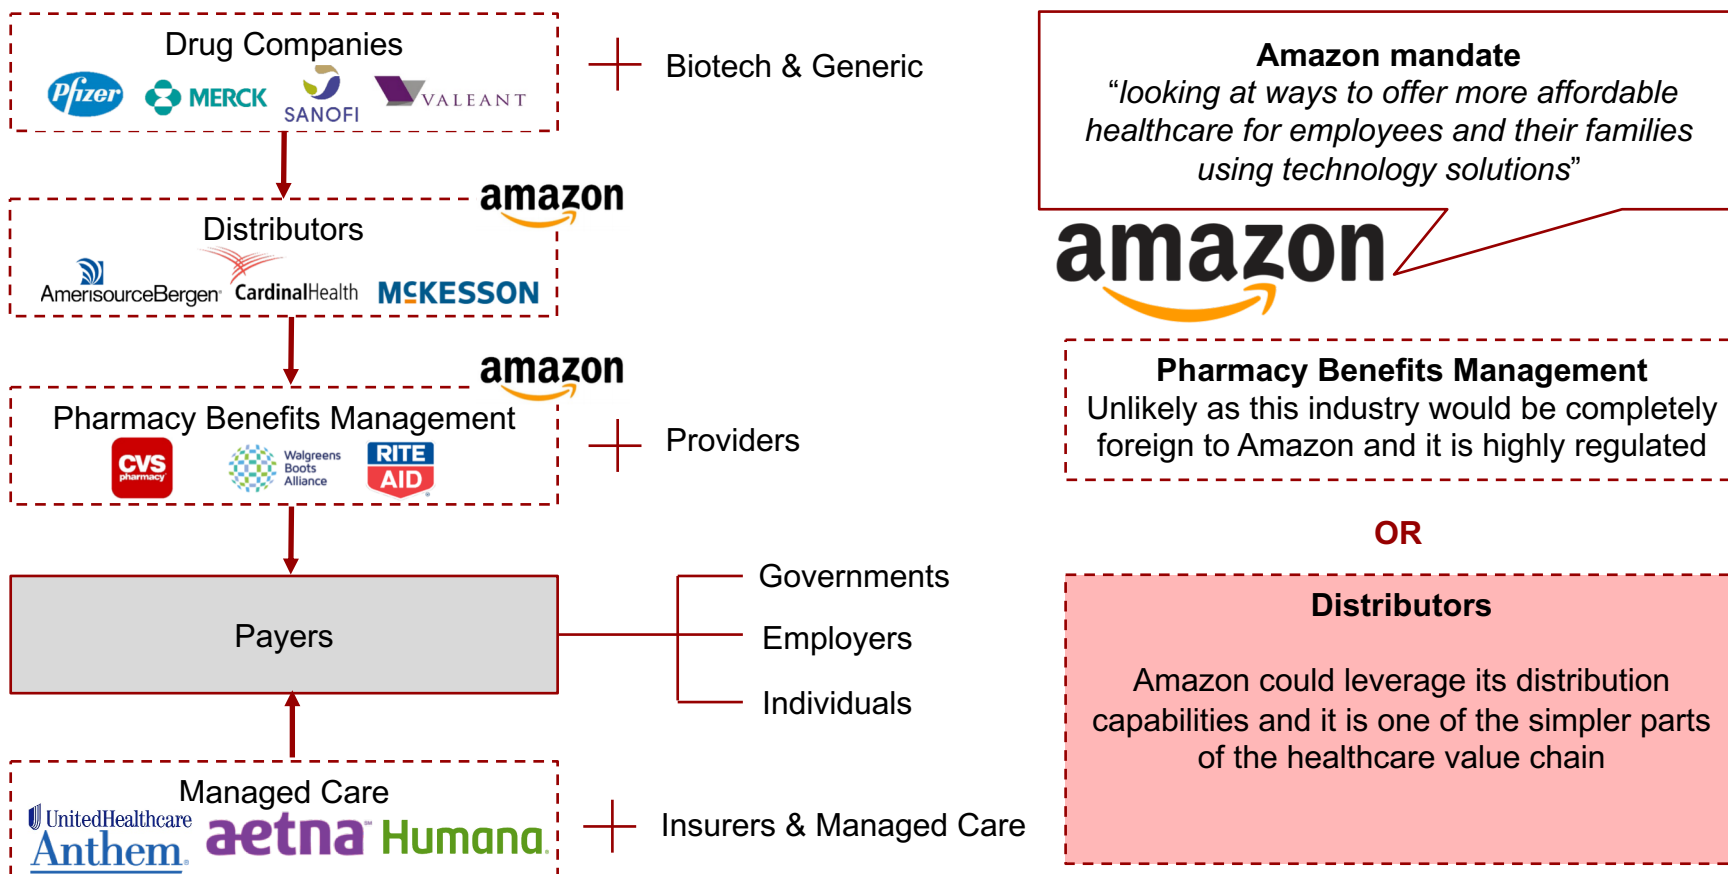 Drug Companies
Pfizer
MERCK
SANOFI
VALEANT
Biotech & Generic
amazon
Distributors
AmerisourceBergen®
CardinalHealth
MCKESSON
amazon
Pharmacy Benefits Management
CVS
pharmacy
Walgreens
Boots
Alliance
RITE
AID®
Providers
Payers
Governments
Employers
Individuals
Managed Care
UnitedHealthcare
Anthem®
aetna™
Humana.
Insurers & Managed Care
Amazon mandate
“looking at ways to offer more affordable
healthcare for employees and their families
using technology solutions”
amazon
Pharmacy Benefits Management
Unlikely as this industry would be completely
foreign to Amazon and it is highly regulated
OR
Distributors
Amazon could leverage its distribution
capabilities and it is one of the simpler parts
of the healthcare value chain